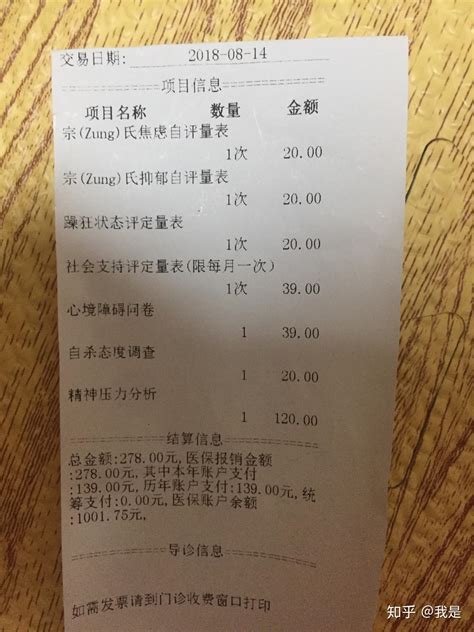 交易日期: 2018-08-14
==========项目信息==========
项目名称 数量 金额
宗(Zung)氏焦虑自评量表
1次 20.00
宗(Zung)氏抑郁自评量表
1次 20.00
躁狂状态评定量表
1次 20.00
社会支持评定量表(限每月一次)
1次 39.00
心境障碍问卷
1 39.00
自杀态度调查
1 20.00
精神压力分析
1 120.00
==========结算信息==========
总金额:278.00元,医保报销金额
:278.00元,其中本年账户支付
:139.00元,历年账户支付:139.00元,统
筹支付:0.00元,医保账户余额
:1001.75元,
==========导诊信息==========
如需发票请到门诊收费窗口打印
知乎 @我是